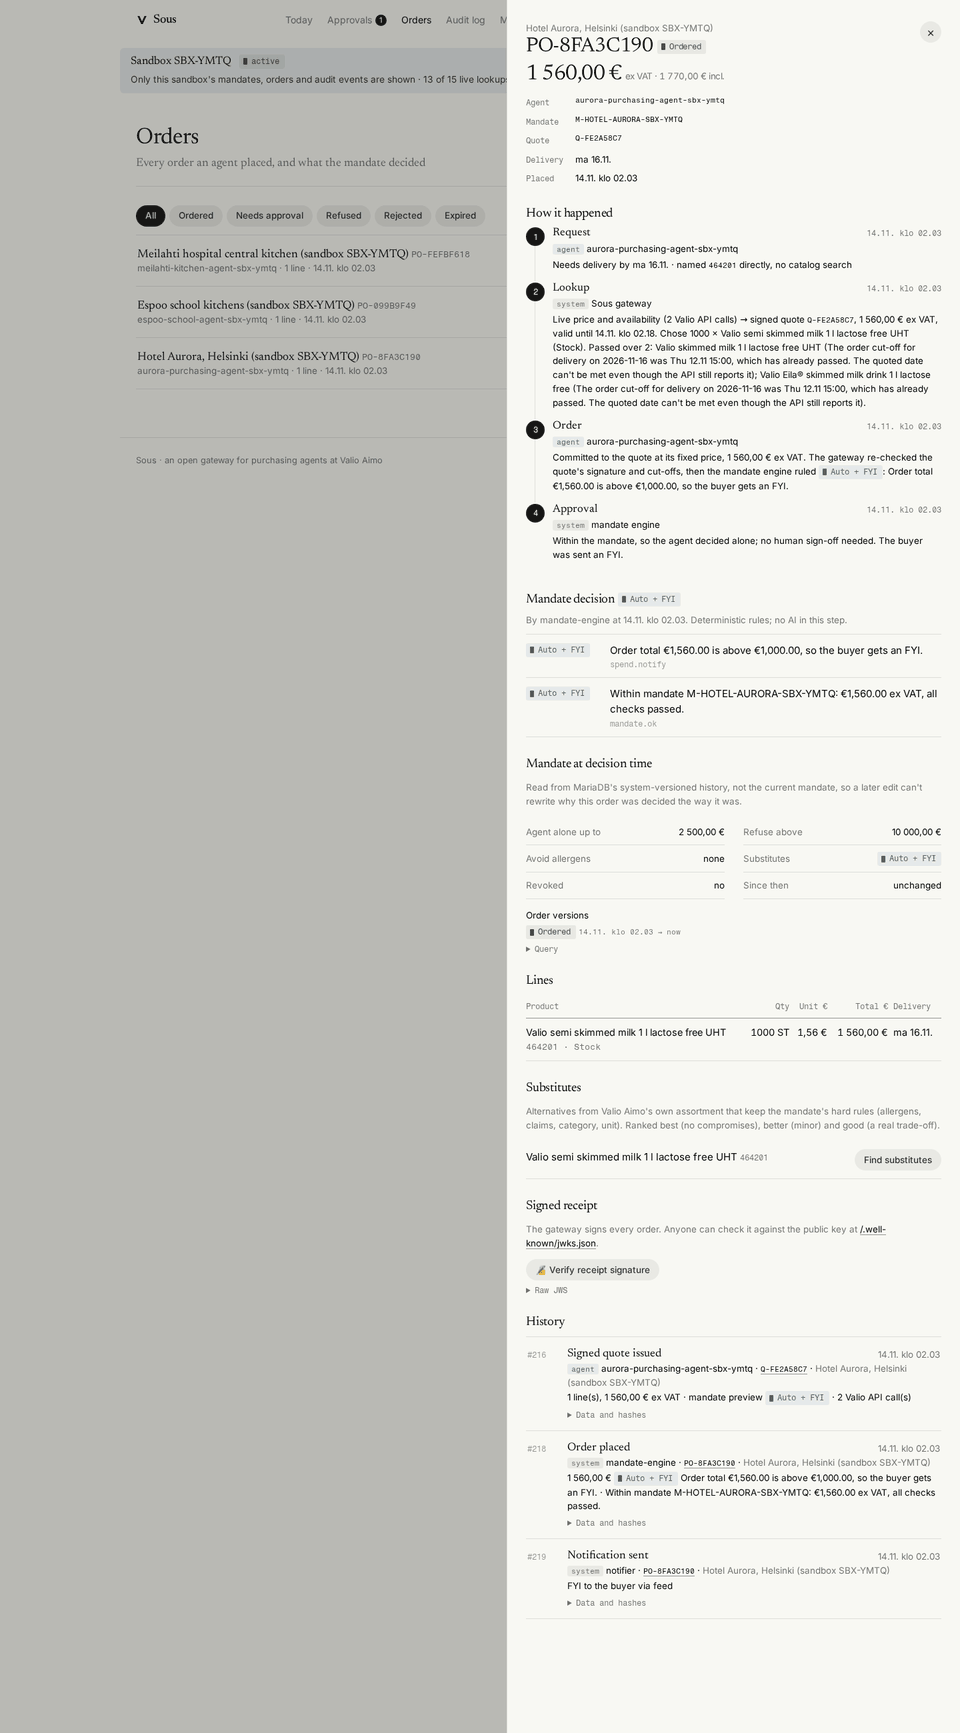 Sous
Today Approvals 1 Orders Audit log M
Sandbox SBX-YMTQ active
Only this sandbox's mandates, orders and audit events are shown · 13 of 15 live lookups
Orders
Every order an agent placed, and what the mandate decided
All Ordered Needs approval Refused Rejected Expired
Meilahti hospital central kitchen (sandbox SBX-YMTQ) PO-FEFBF618
meilahti-kitchen-agent-sbx-ymtq · 1 line · 14.11. klo 02.03
Espoo school kitchens (sandbox SBX-YMTQ) PO-099B9F49
espoo-school-agent-sbx-ymtq · 1 line · 14.11. klo 02.03
Hotel Aurora, Helsinki (sandbox SBX-YMTQ) PO-8FA3C190
aurora-purchasing-agent-sbx-ymtq · 1 line · 14.11. klo 02.03
Sous · an open gateway for purchasing agents at Valio Aimo
Hotel Aurora, Helsinki (sandbox SBX-YMTQ)
×
PO-8FA3C190 Ordered
1 560,00 € ex VAT · 1 770,00 € incl.
Agent aurora-purchasing-agent-sbx-ymtq
Mandate M-HOTEL-AURORA-SBX-YMTQ
Quote Q-FE2A58C7
Delivery ma 16.11.
Placed 14.11. klo 02.03
How it happened
1 Request 14.11. klo 02.03
agent aurora-purchasing-agent-sbx-ymtq
Needs delivery by ma 16.11. · named 464201 directly, no catalog search
2 Lookup 14.11. klo 02.03
system Sous gateway
Live price and availability (2 Valio API calls) → signed quote Q-FE2A58C7, 1 560,00 € ex VAT,
valid until 14.11. klo 02.18. Chose 1000 × Valio semi skimmed milk 1 l lactose free UHT
(Stock). Passed over 2: Valio semi skimmed milk 1 l lactose free UHT (The order cut-off for
delivery on 2026-11-16 was Thu 12.11 15:00, which has already passed. The quoted date
can't be met even though the API still reports it); Valio Eila® skimmed milk drink 1 l lactose
free (The order cut-off for delivery on 2026-11-16 was Thu 12.11 15:00, which has already
passed. The quoted date can't be met even though the API still reports it).
3 Order 14.11. klo 02.03
agent aurora-purchasing-agent-sbx-ymtq
Committed to the quote at its fixed price, 1 560,00 € ex VAT. The gateway re-checked the
quote's signature and cut-offs, then the mandate engine ruled Auto + FYI : Order total
€1,560.00 is above €1,000.00, so the buyer gets an FYI.
4 Approval 14.11. klo 02.03
system mandate engine
Within the mandate, so the agent decided alone; no human sign-off needed. The buyer
was sent an FYI.
Mandate decision Auto + FYI
By mandate-engine at 14.11. klo 02.03. Deterministic rules; no AI in this step.
Auto + FYI Order total €1,560.00 is above €1,000.00, so the buyer gets an FYI.
spend.notify
Auto + FYI Within mandate M-HOTEL-AURORA-SBX-YMTQ: €1,560.00 ex VAT, all
checks passed.
mandate.ok
Mandate at decision time
Read from MariaDB's system-versioned history, not the current mandate, so a later edit can't
rewrite why this order was decided the way it was.
Agent alone up to 2 500,00 € Refuse above 10 000,00 €
Avoid allergens none Substitutes Auto + FYI
Revoked no Since then unchanged
Order versions
Ordered 14.11. klo 02.03 → now
▶ Query
Lines
Product Qty Unit € Total € Delivery
Valio semi skimmed milk 1 l lactose free UHT 1000 ST 1,56 € 1 560,00 € ma 16.11.
464201 · Stock
Substitutes
Alternatives from Valio Aimo's own assortment that keep the mandate's hard rules (allergens,
claims, category, unit). Ranked best (no compromises), better (minor) and good (a real trade-off).
Valio semi skimmed milk 1 l lactose free UHT 464201 Find substitutes
Signed receipt
The gateway signs every order. Anyone can check it against the public key at /.well-
known/jwks.json.
Verify receipt signature
▶ Raw JWS
History
#216 Signed quote issued 14.11. klo 02.03
agent aurora-purchasing-agent-sbx-ymtq · Q-FE2A58C7 · Hotel Aurora, Helsinki
(sandbox SBX-YMTQ)
1 line(s), 1 560,00 € ex VAT · mandate preview Auto + FYI · 2 Valio API call(s)
▶ Data and hashes
#218 Order placed 14.11. klo 02.03
system mandate-engine · PO-8FA3C190 · Hotel Aurora, Helsinki (sandbox SBX-YMTQ)
1 560,00 € Auto + FYI Order total €1,560.00 is above €1,000.00, so the buyer gets
an FYI. · Within mandate M-HOTEL-AURORA-SBX-YMTQ: €1,560.00 ex VAT, all checks
passed.
▶ Data and hashes
#219 Notification sent 14.11. klo 02.03
system notifier · PO-8FA3C190 · Hotel Aurora, Helsinki (sandbox SBX-YMTQ)
FYI to the buyer via feed
▶ Data and hashes